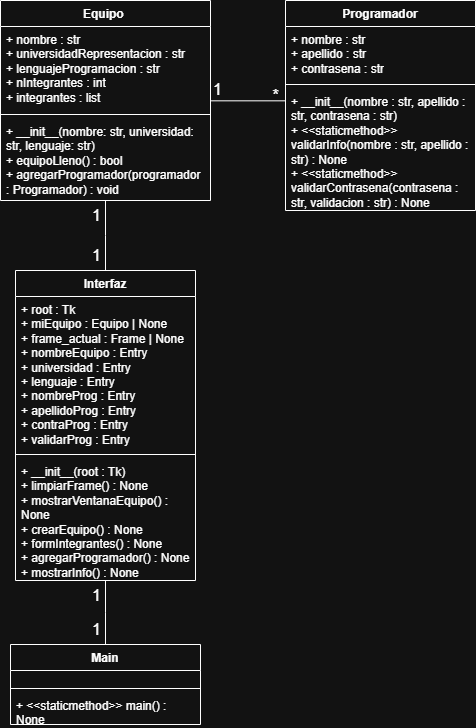 Equipo
+ nombre : str
+ universidadRepresentacion : str
+ lenguajeProgramacion : str
+ nIntegrantes : int
+ integrantes : list
+ __init__(nombre: str, universidad:
str, lenguaje: str)
+ equipoLleno() : bool
+ agregarProgramador(programador
: Programador) : void
1
*
Programador
+ nombre : str
+ apellido : str
+ contrasena : str
+ __init__(nombre : str, apellido :
str, contrasena : str)
+ <<staticmethod>>
validarInfo(nombre : str, apellido :
str) : None
+ <<staticmethod>>
validarContrasena(contrasena :
str, validacion : str) : None
1
1
Interfaz
+ root : Tk
+ miEquipo : Equipo | None
+ frame_actual : Frame | None
+ nombreEquipo : Entry
+ universidad : Entry
+ lenguaje : Entry
+ nombreProg : Entry
+ apellidoProg : Entry
+ contraProg : Entry
+ validarProg : Entry
+ __init__(root : Tk)
+ limpiarFrame() : None
+ mostrarVentanaEquipo() :
None
+ crearEquipo() : None
+ formIntegrantes() : None
+ agregarProgramador() : None
+ mostrarInfo() : None
1
1
Main
+ <<staticmethod>> main() :
None